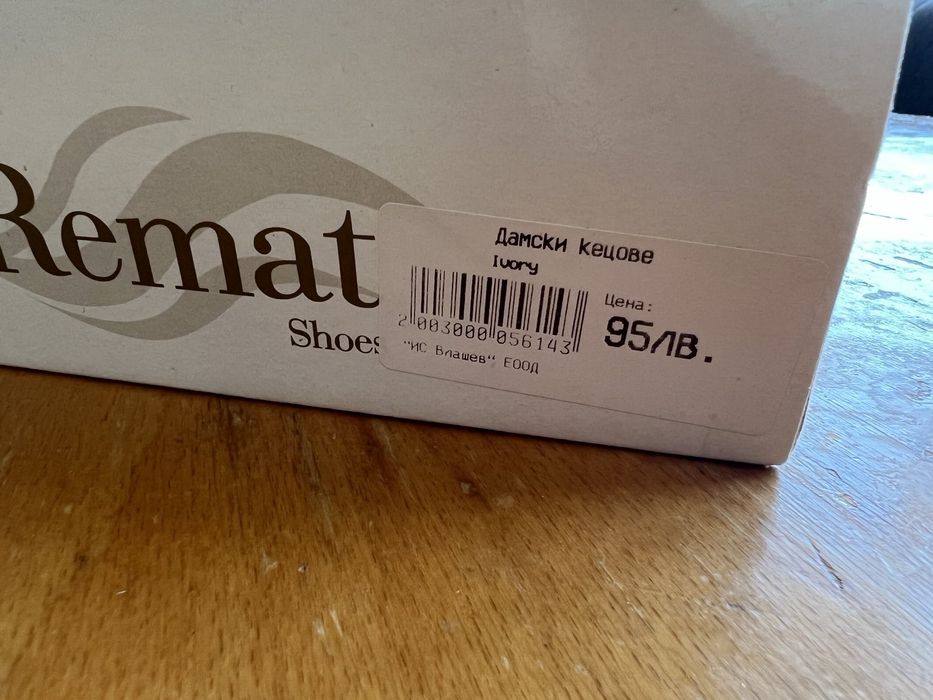 Remat
Shoes
Дамски кецове
Ivory
Цена:
95лв.
2 003000 056143
"ИС Влашев" ЕООД